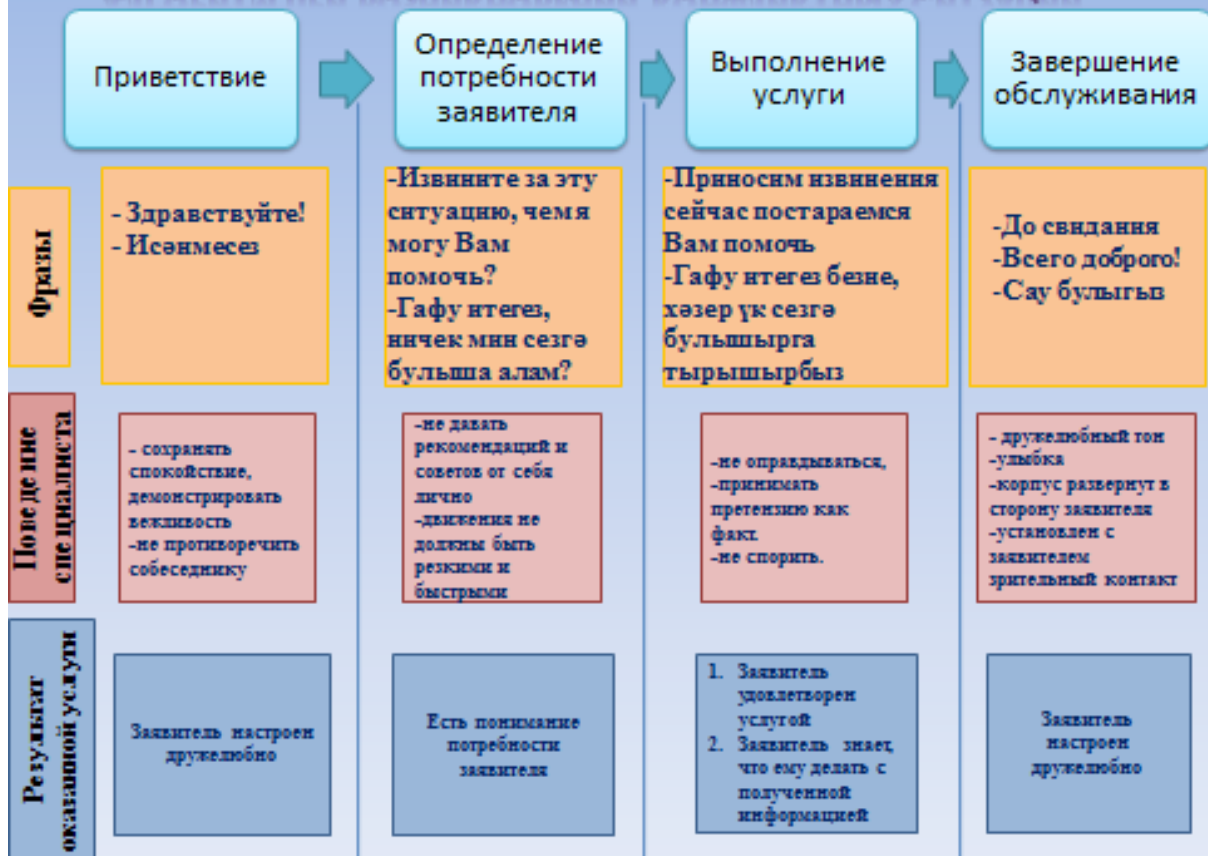 Приветствие
Определение
потребности
заявителя
Выполнение
услуги
Завершение
обслуживания
Фразы
- Здравствуйте!
- Исәнмесез
-Извините за эту
ситуацию, чем я
могу Вам
помочь?
-Гафу итегез,
ничек мин сезгә
булыша алам?
-Приносим извинения
сейчас постараемся
Вам помочь
-Гафу итегез безне,
хәзер үк сезгә
булышырга
тырышырбыз
-До свидания
-Всего доброго!
-Сау булыгыз
Поведение
специалиста
- сохранять
спокойствие,
демонстрировать
вежливость
-не противоречить
собеседнику
-не давать
рекомендаций и
советов от себя
лично
-движения не
должны быть
резкими и
быстрыми
-не оправдываться,
-принимать
претензию как
факт.
-не спорить.
- дружелюбный тон
-улыбка
-корпус развернут в
сторону заявителя
-установлен с
заявителем
зрительный контакт
Результат
оказанной услуги
Заявитель настроен
дружелюбно
Есть понимание
потребности
заявителя
1. Заявитель
удовлетворен
услугой
2. Заявитель знает,
что ему делать с
полученной
информацией
Заявитель
настроен
дружелюбно